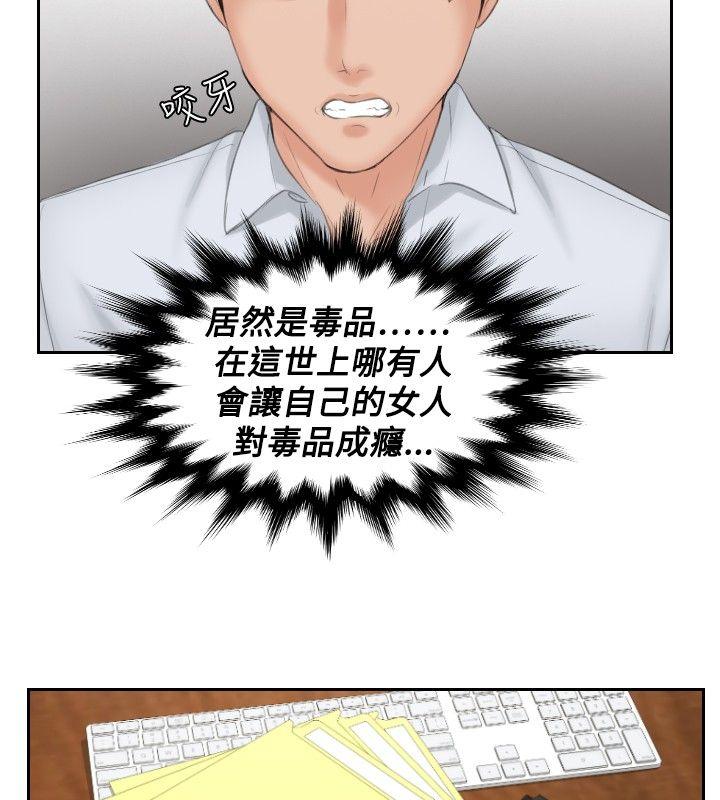 咬牙
居然是毒品……
在這世上哪有人
會讓自己的女人
對毒品成癮...